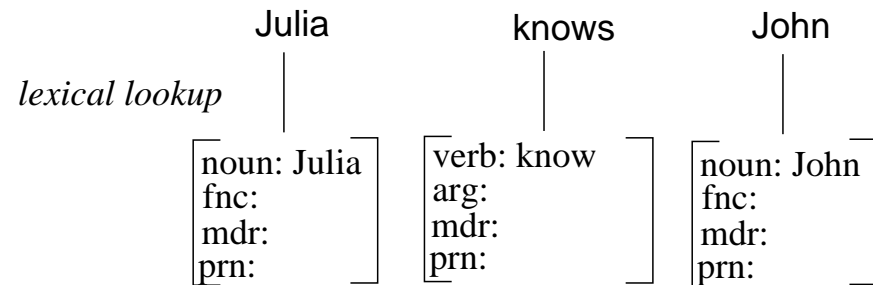 Julia knows John
lexical lookup
noun: Julia verb: know noun: John
fnc: arg: fnc:
mdr: mdr: mdr:
prn: prn: prn: